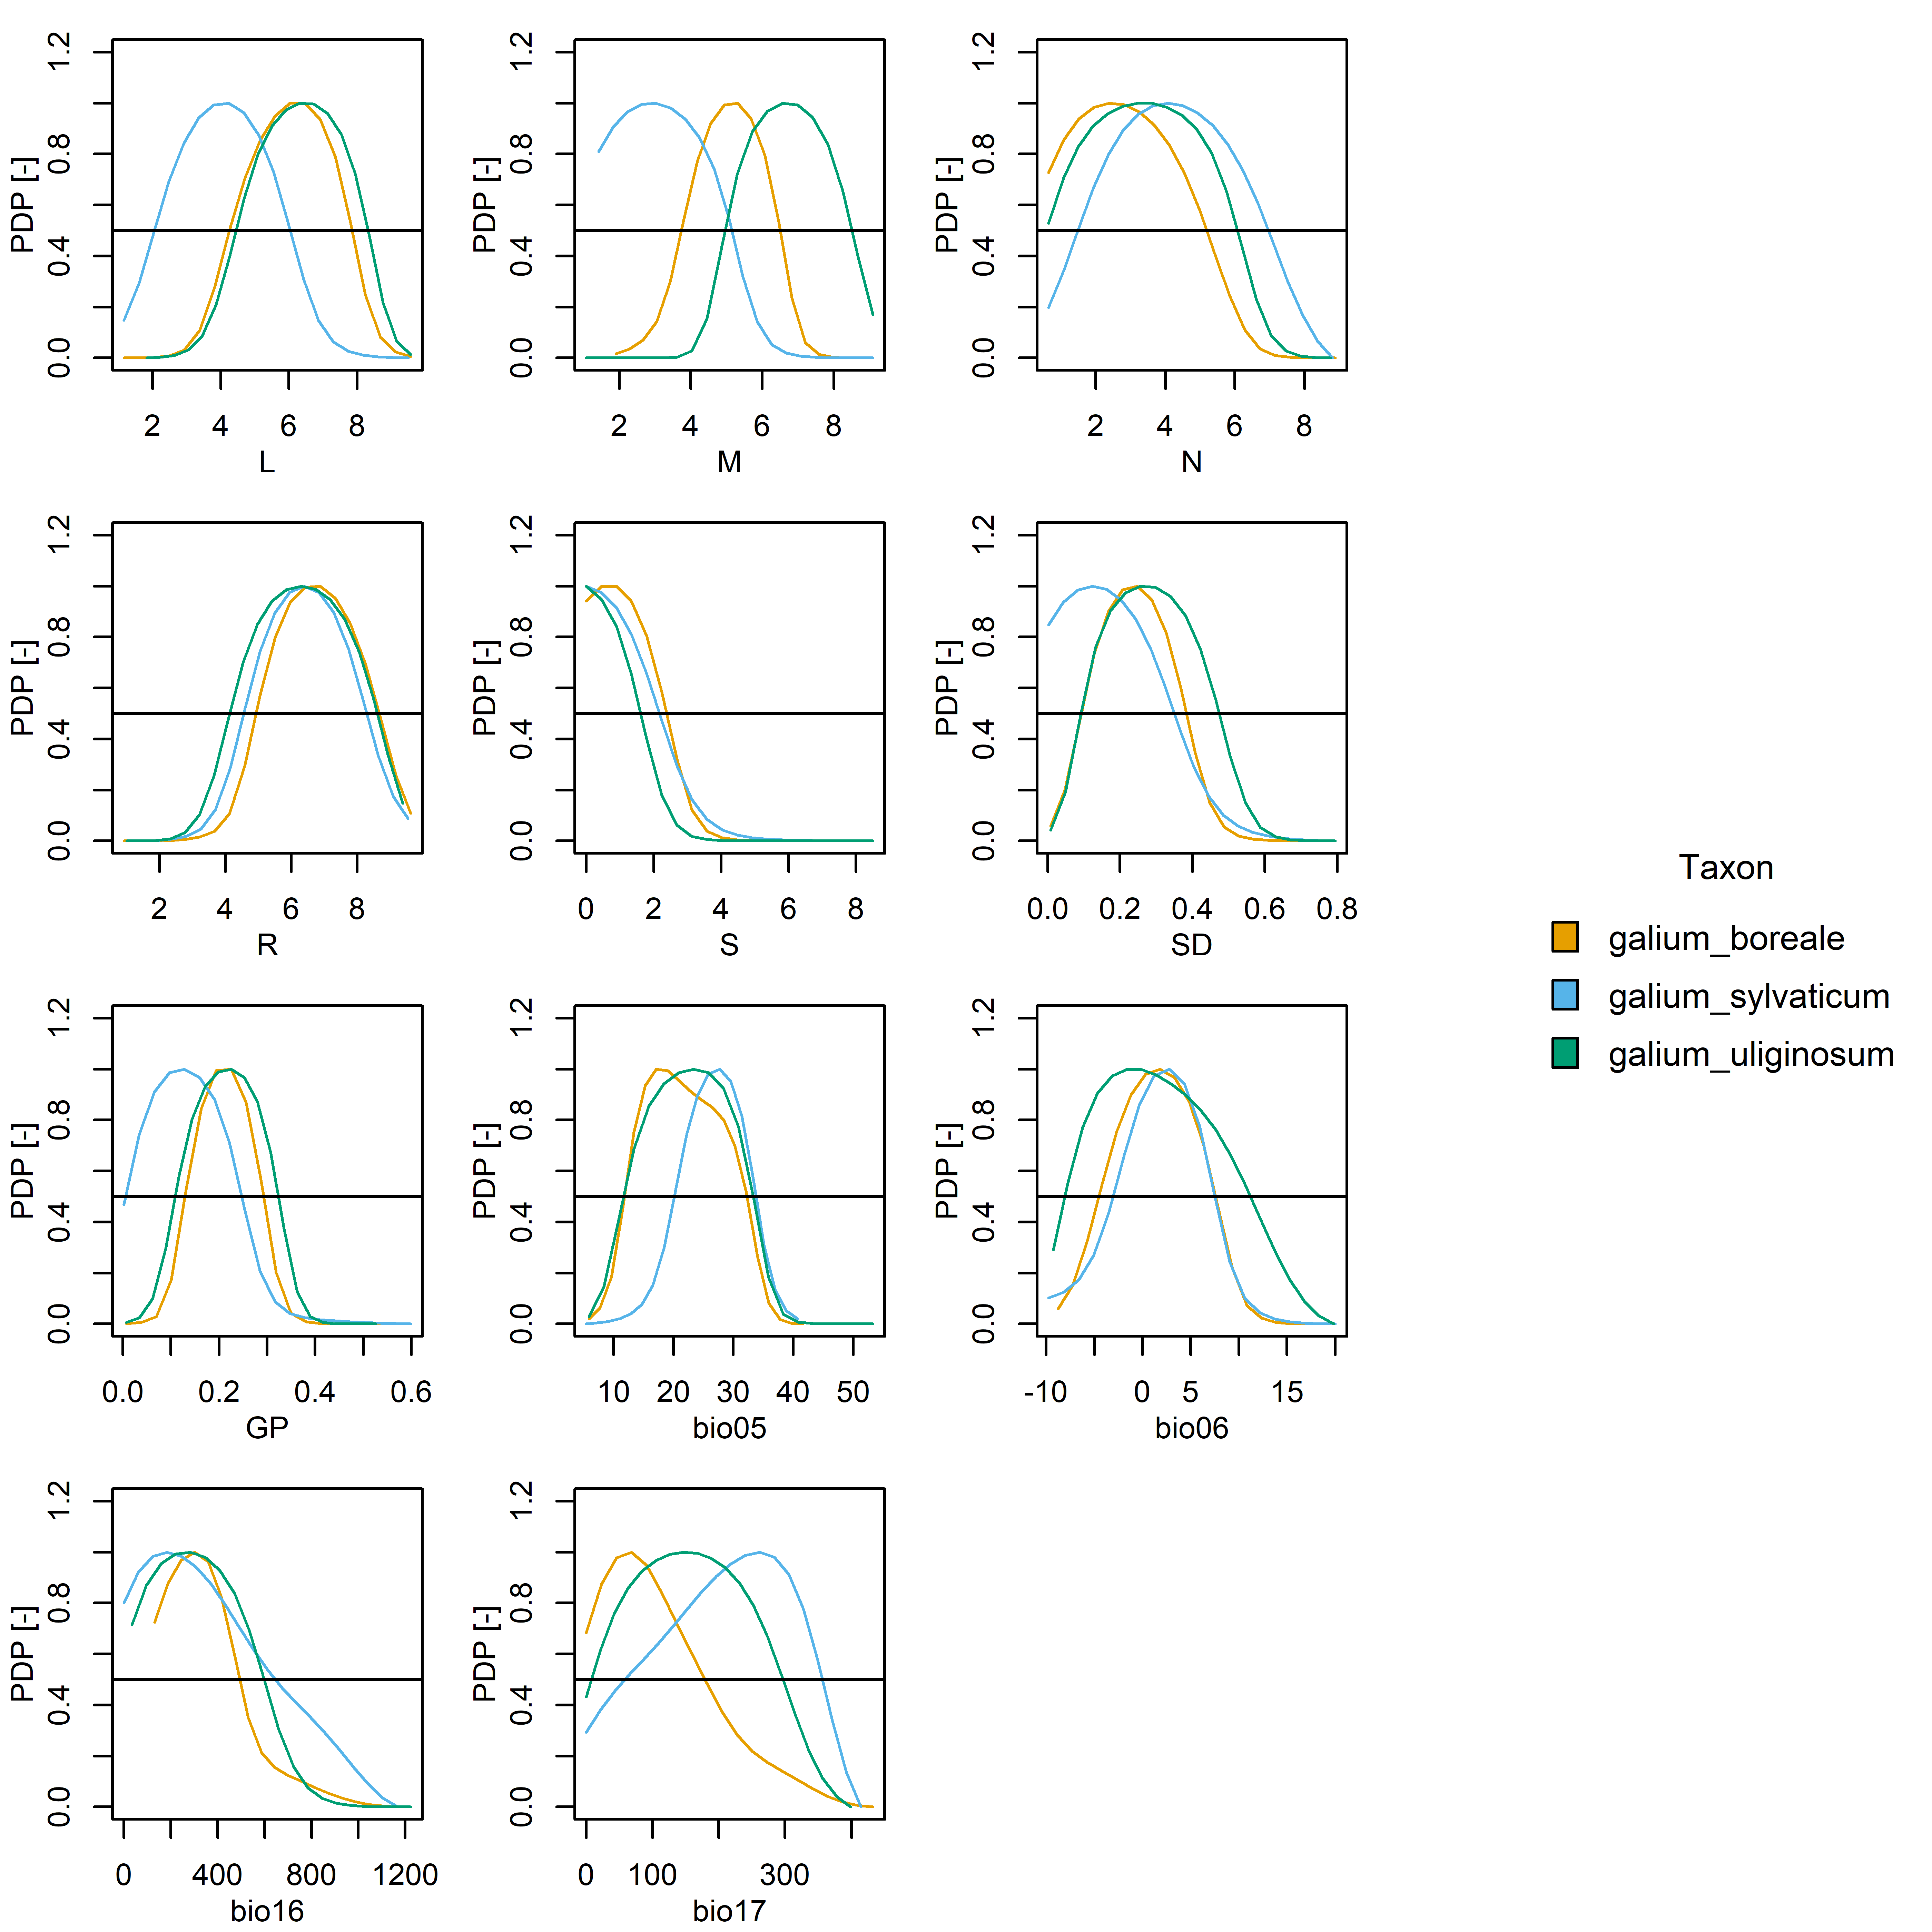 PDP [-]
0.0 0.4 0.8 1.2
2 4 6 8
L
PDP [-]
0.0 0.4 0.8 1.2
2 4 6 8
M
PDP [-]
0.0 0.4 0.8 1.2
2 4 6 8
N
PDP [-]
0.0 0.4 0.8 1.2
2 4 6 8
R
PDP [-]
0.0 0.4 0.8 1.2
0 2 4 6 8
S
PDP [-]
0.0 0.4 0.8 1.2
0.0 0.2 0.4 0.6 0.8
SD
PDP [-]
0.0 0.4 0.8 1.2
0.0 0.2 0.4 0.6
GP
PDP [-]
0.0 0.4 0.8 1.2
10 20 30 40 50
bio05
PDP [-]
0.0 0.4 0.8 1.2
-10 0 5 15
bio06
PDP [-]
0.0 0.4 0.8 1.2
0 400 800 1200
bio16
PDP [-]
0.0 0.4 0.8 1.2
0 100 300
bio17
Taxon
galium_boreale
galium_sylvaticum
galium_uliginosum